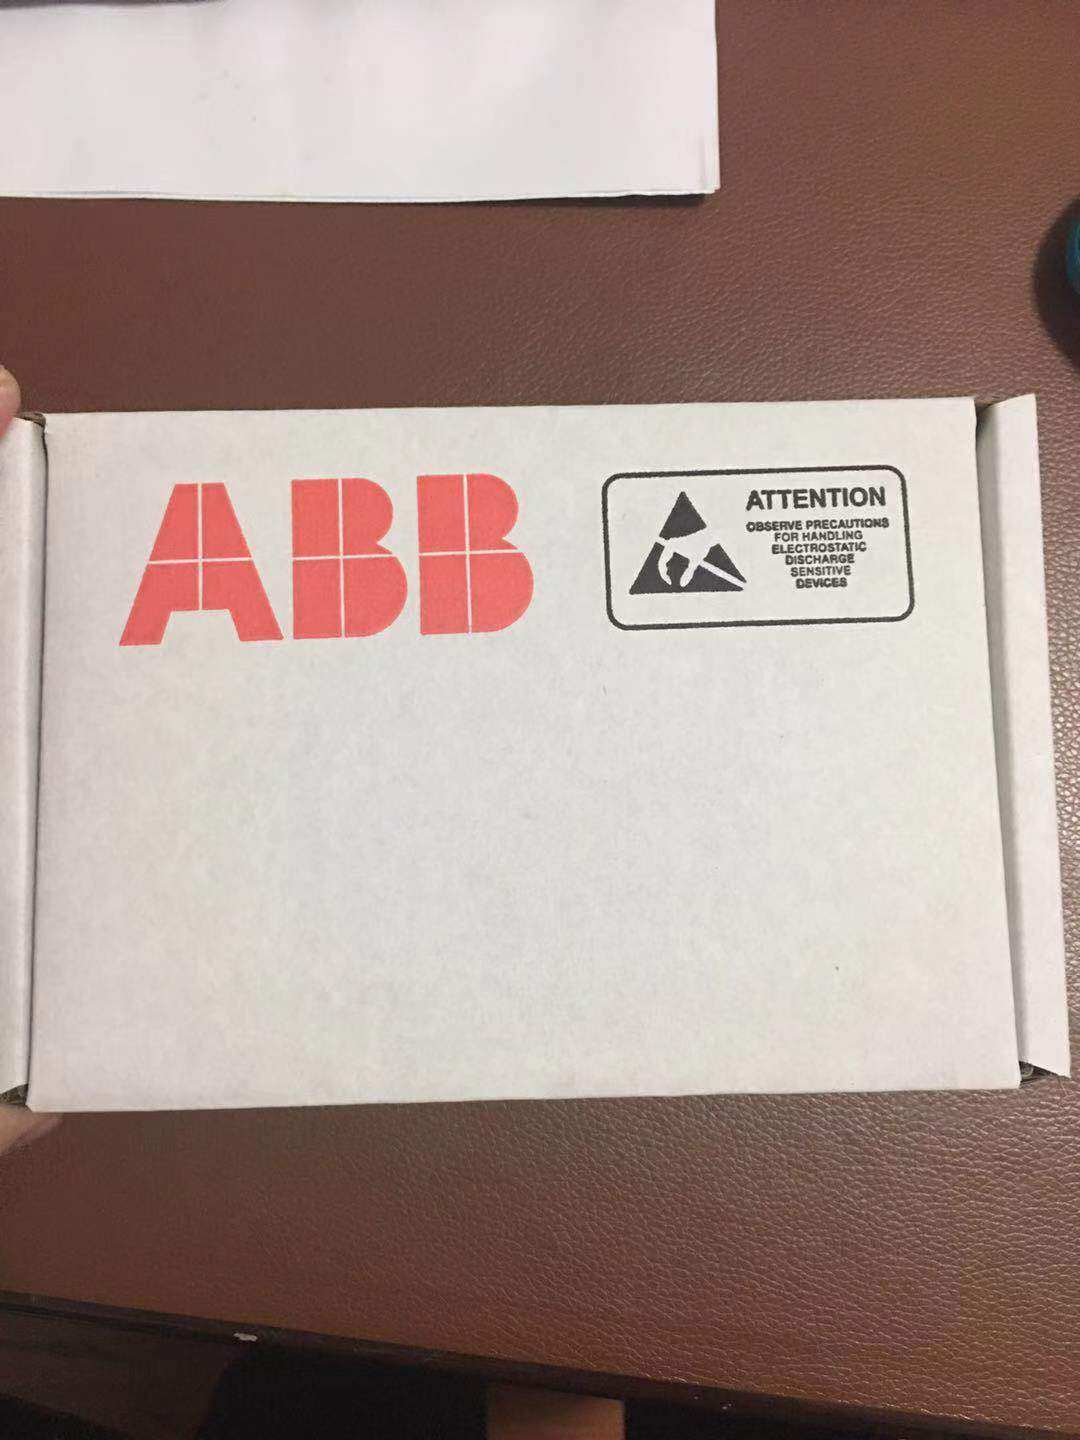 ABB
ATTENTION
OBSERVE PRECAUTIONS
FOR HANDLING
ELECTROSTATIC
DISCHARGE
SENSITIVE
DEVICES